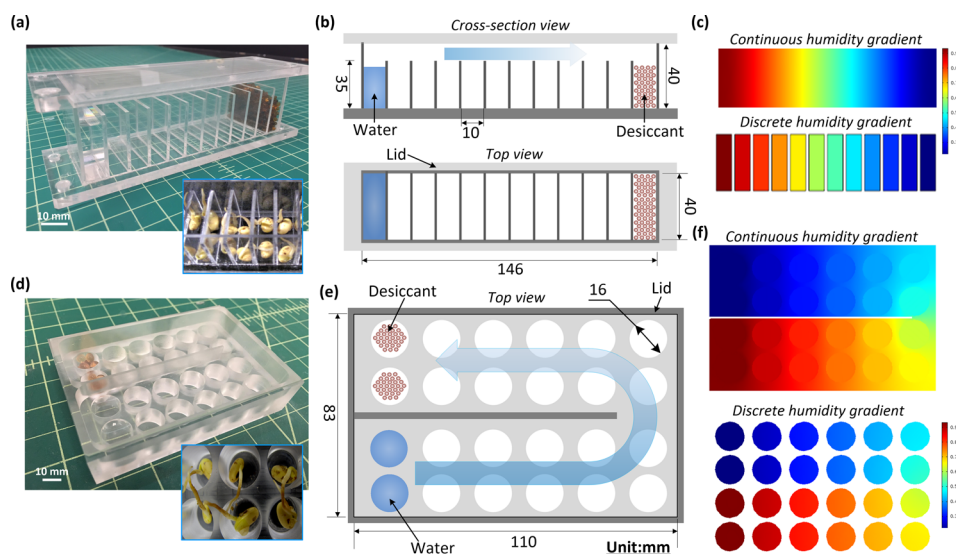 (a)
10 mm
(b)
Cross-section view
35
40
Water
10
Desiccant
Lid
Top view
40
146
(c)
Continuous humidity gradient
Discrete humidity gradient
(d)
10 mm
(e)
Desiccant
Top view
16
Lid
83
Water
110
Unit:mm
(f)
Continuous humidity gradient
Discrete humidity gradient